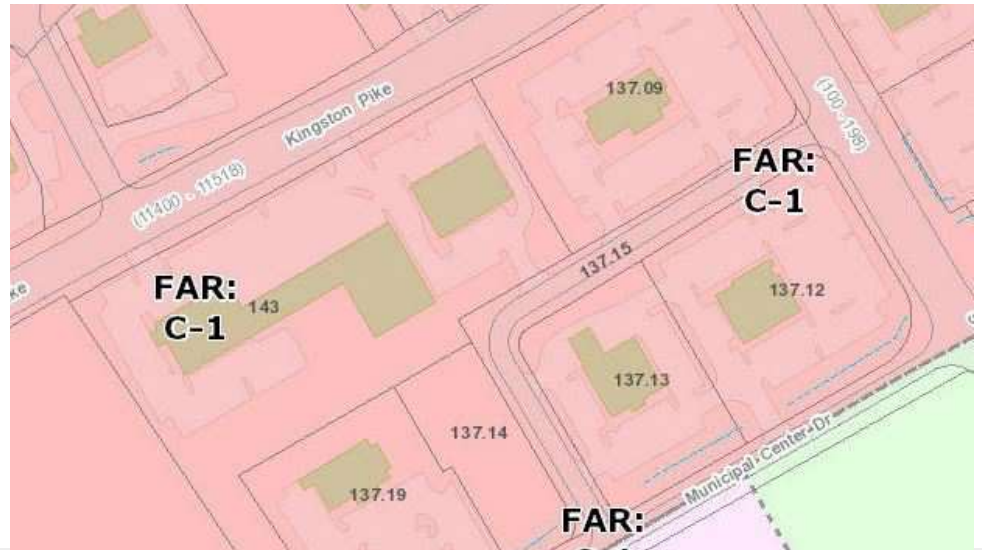 137.09
Kingston Pike
(100 - 198)
FAR:
C-1
(11400 - 11518)
137.15
ke
FAR:
C-1
143
137.12
137.13
137.14
Municipal Center Dr
137.19
FAR: